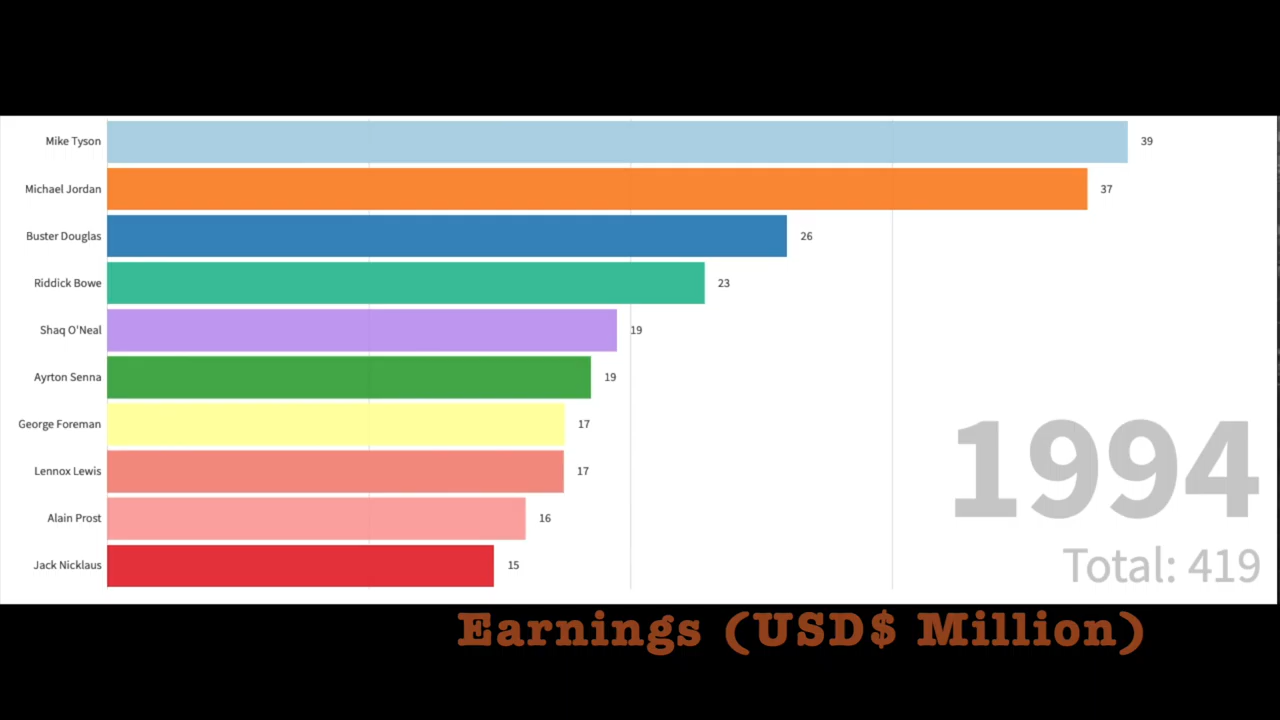 Mike Tyson 39
Michael Jordan 37
Buster Douglas 26
Riddick Bowe 23
Shaq O'Neal 19
Ayrton Senna 19
George Foreman 17
Lennox Lewis 17
Alain Prost 16
Jack Nicklaus 15
1994
Total: 419
Earnings (USD$ Million)